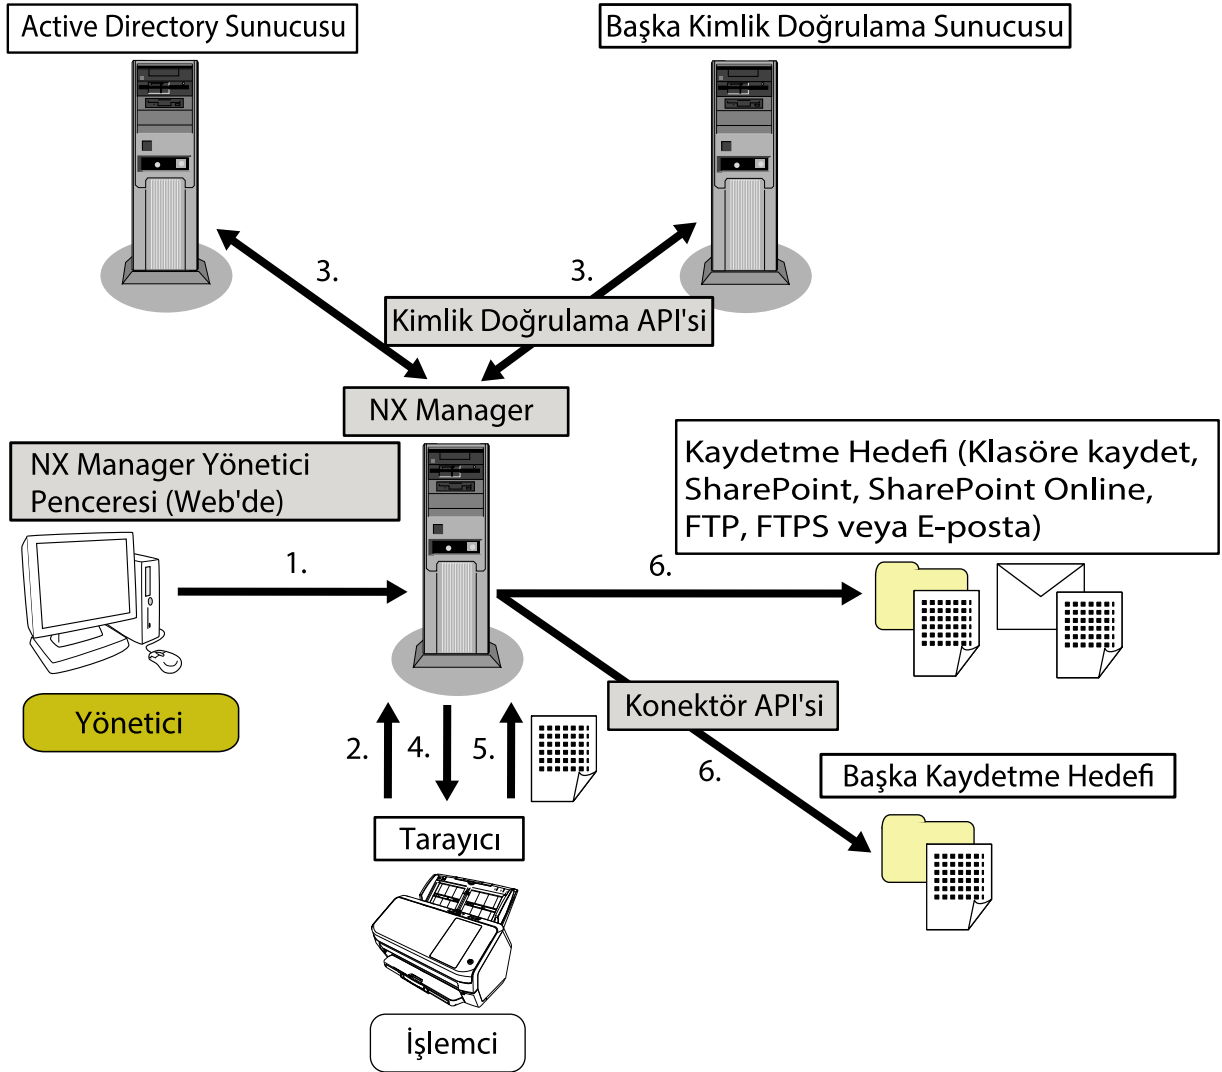 Active Directory Sunucusu
Başka Kimlik Doğrulama Sunucusu
3.
3.
Kimlik Doğrulama API'si
NX Manager
NX Manager Yönetici
Penceresi (Web'de)
Kaydetme Hedefi (Klasöre kaydet,
SharePoint, SharePoint Online,
FTP, FTPS veya E-posta)
1.
6.
Yönetici
Konektör API'si
2.
4.
5.
6.
Başka Kaydetme Hedefi
Tarayıcı
İşlemci